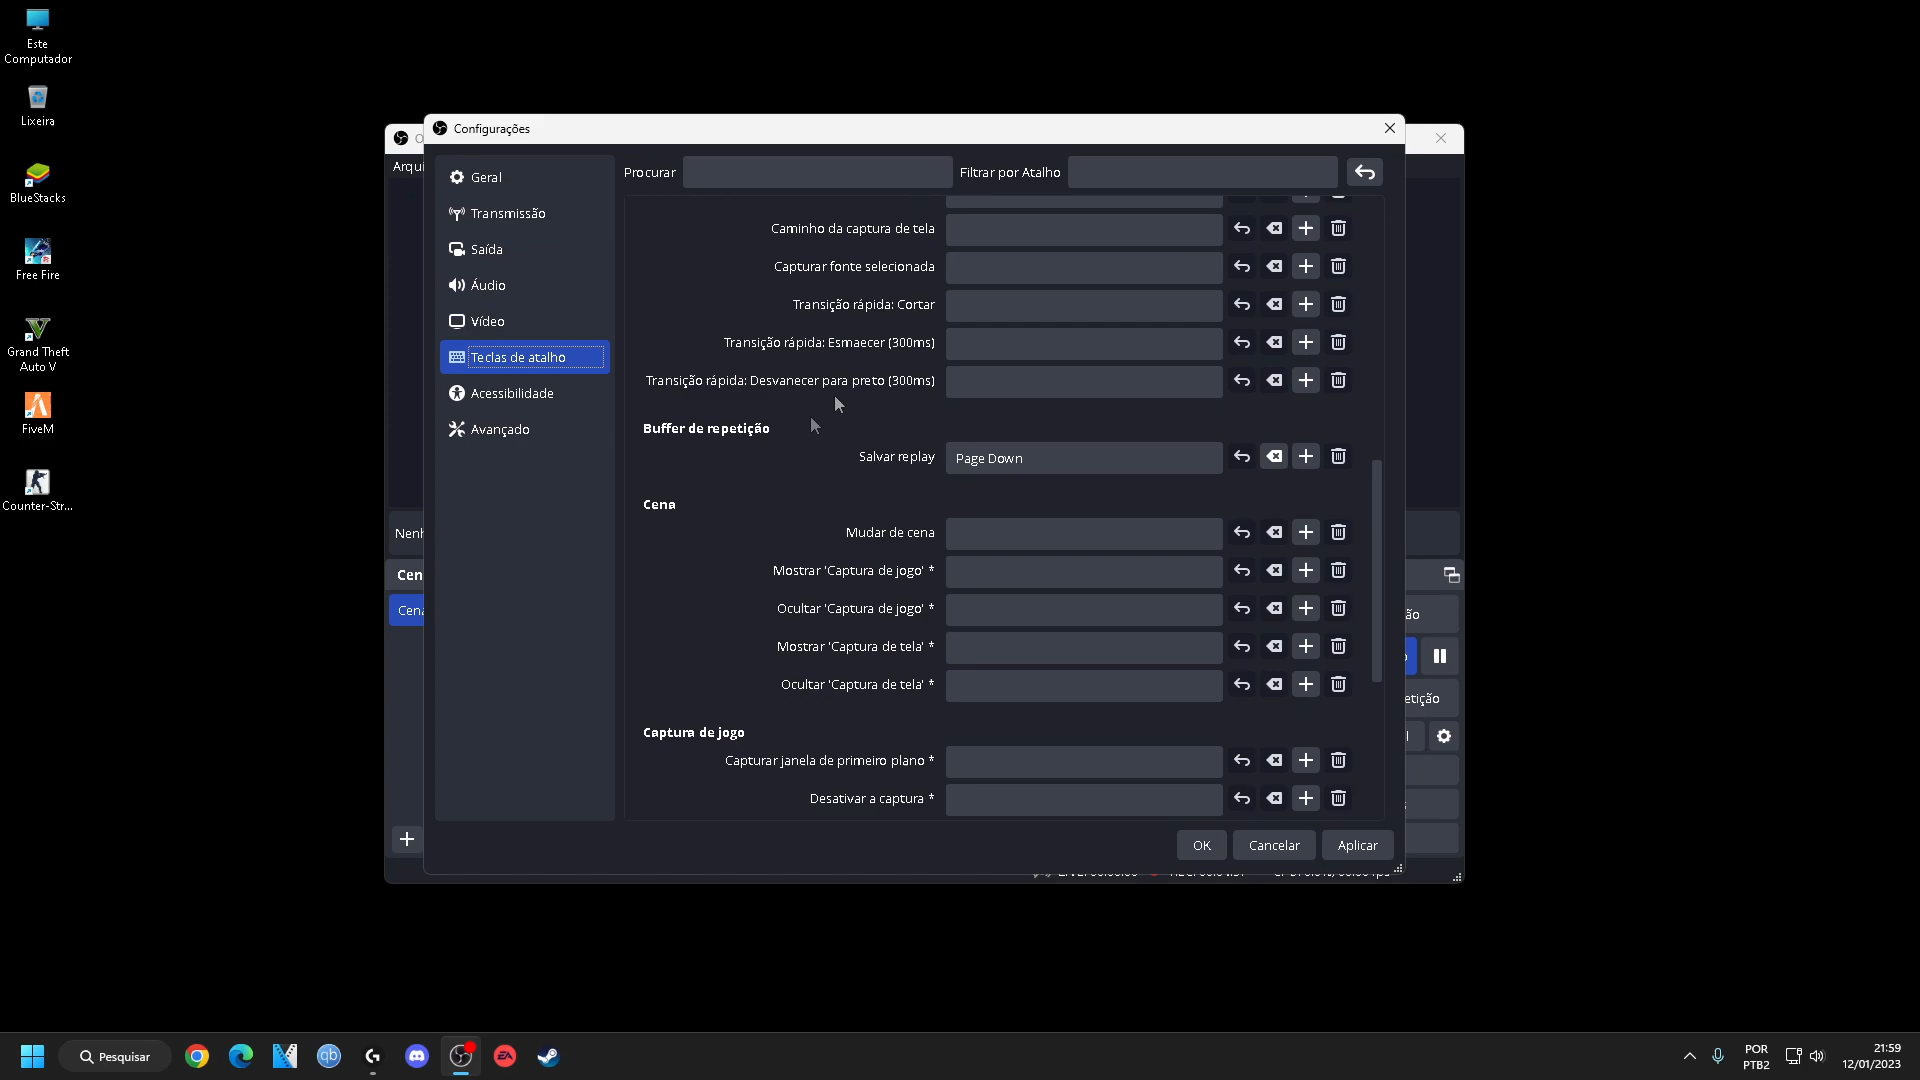 Este
Computador
Lixeira
BlueStacks
Free Fire
Grand Theft
Auto V
FiveM
Counter-Str...
Configurações
Arqui
Geral
Transmissão
Saída
Áudio
Vídeo
Teclas de atalho
Acessibilidade
Avançado
Procurar
Filtrar por Atalho
Caminho da captura de tela
Capturar fonte selecionada
Transição rápida: Cortar
Transição rápida: Esmaecer (300ms)
Transição rápida: Desvanecer para preto (300ms)
Buffer de repetição
Salvar replay
Page Down
Cena
Mudar de cena
Mostrar 'Captura de jogo' *
Ocultar 'Captura de jogo' *
Mostrar 'Captura de tela' *
Ocultar 'Captura de tela' *
Captura de jogo
Capturar janela de primeiro plano *
Desativar a captura *
OK
Cancelar
Aplicar
Nenh
Cen
Cena
ão
etição
Pesquisar
POR
PTB2
21:59
12/01/2023